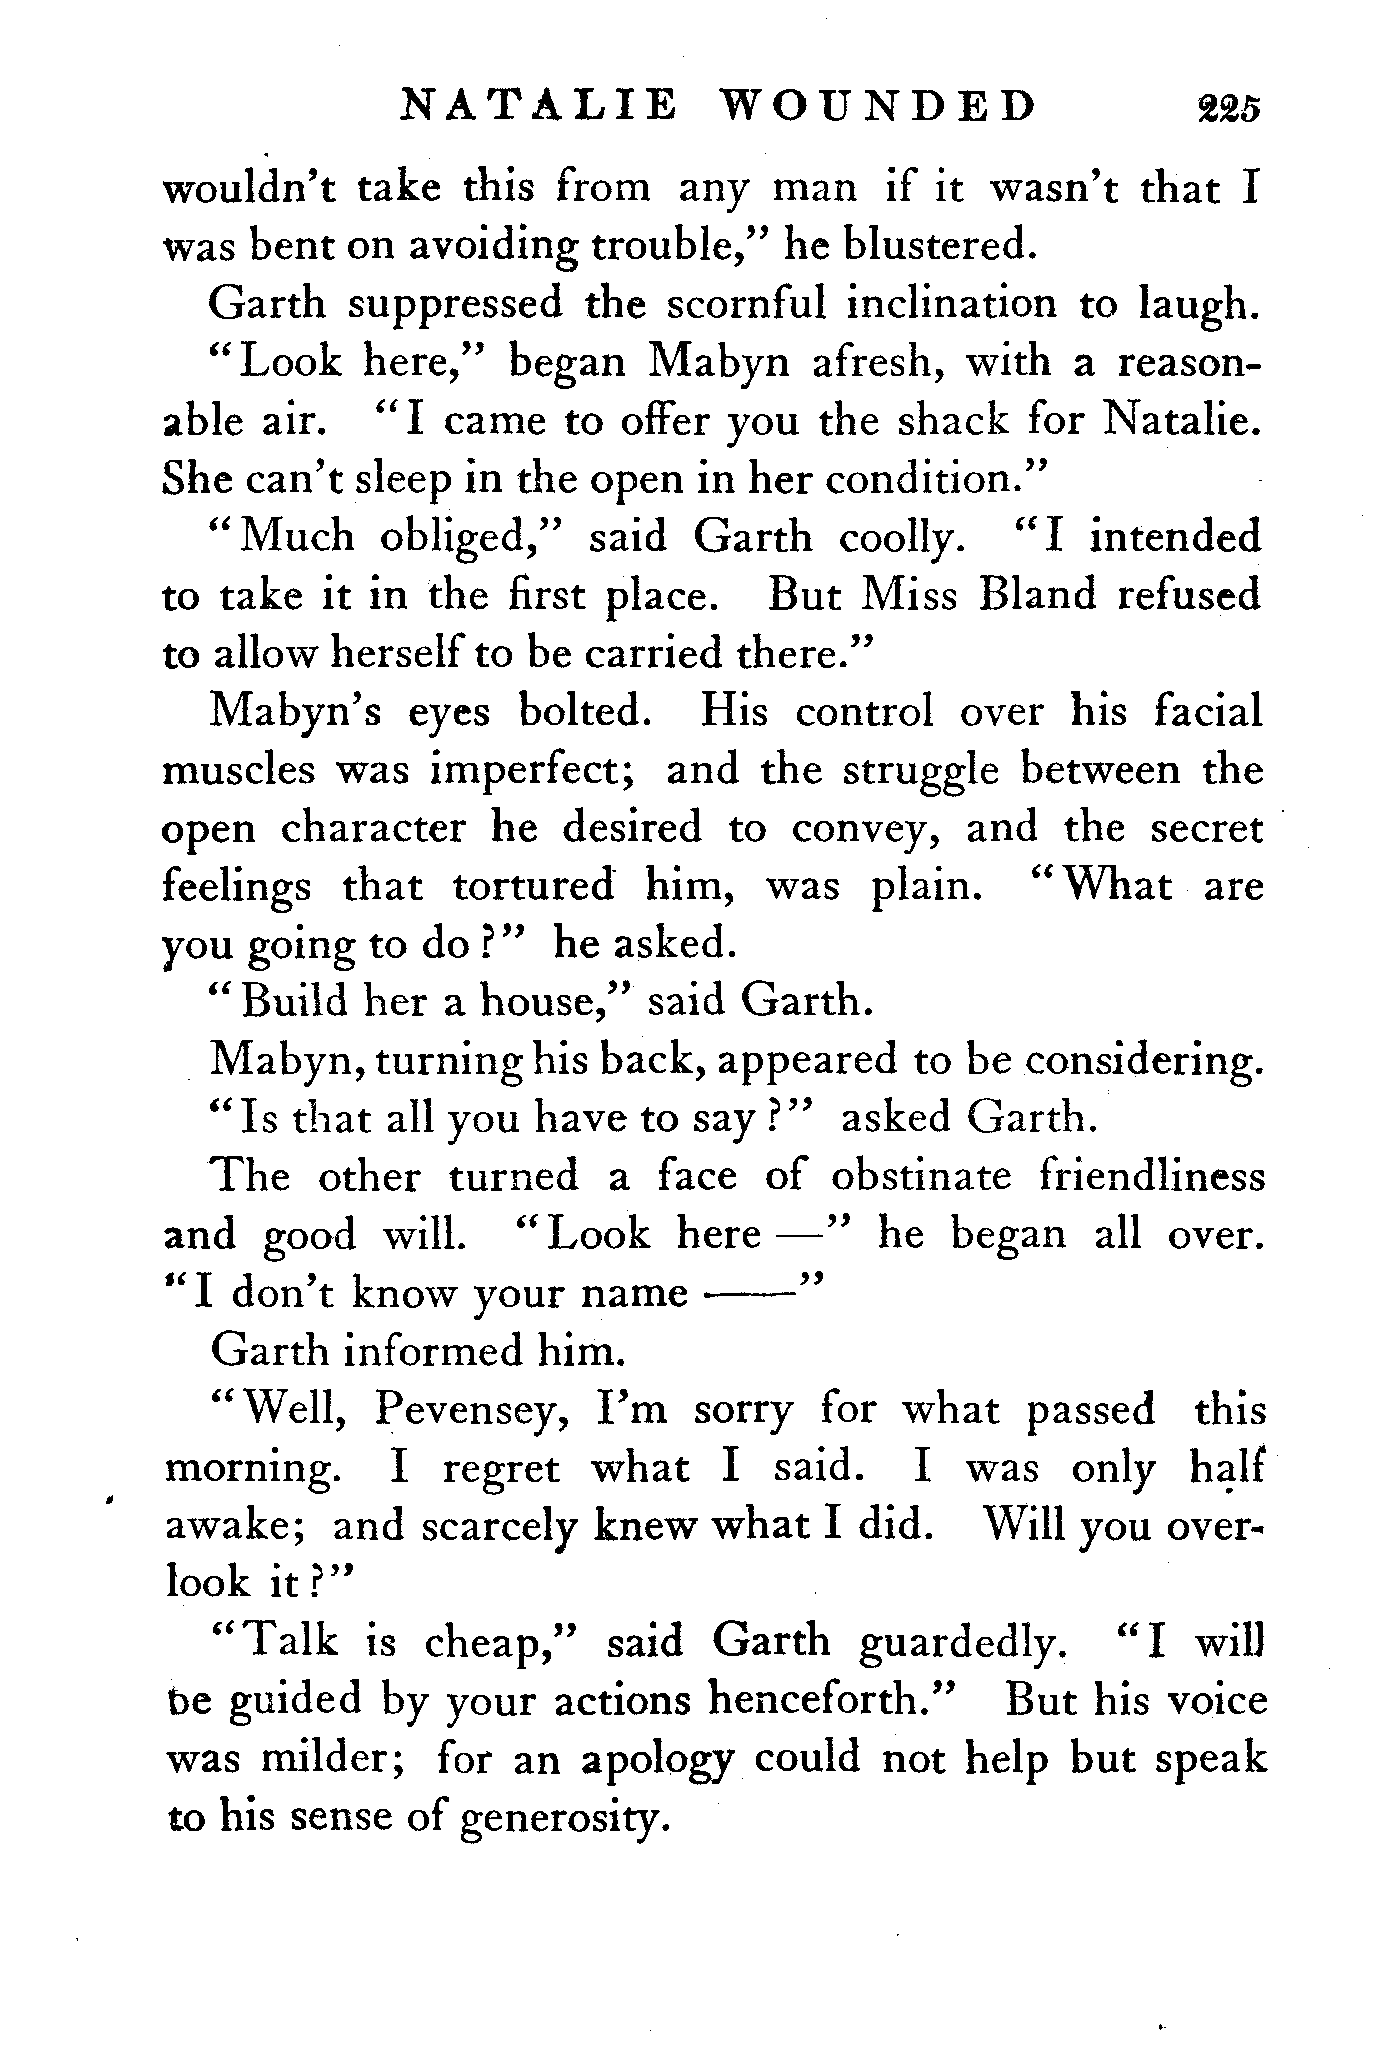 NATALIE WOUNDED 225
wouldn't take this from any man if it wasn't that I
was bent on avoiding trouble," he blustered.
Garth suppressed the scornful inclination to laugh.
"Look here," began Mabyn afresh, with a reason-
able air. "I came to offer you the shack for Natalie.
She can't sleep in the open in her condition."
"Much obliged," said Garth coolly. "I intended
to take it in the first place. But Miss Bland refused
to allow herself to be carried there."
Mabyn's eyes bolted. His control over his facial
muscles was imperfect; and the struggle between the
open character he desired to convey, and the secret
feelings that tortured him, was plain. "What are
you going to do?" he asked.
"Build her a house," said Garth.
Mabyn, turning his back, appeared to be considering.
"Is that all you have to say?" asked Garth.
The other turned a face of obstinate friendliness
and good will. "Look here —" he began all over.
"I don't know your name ——"
Garth informed him.
"Well, Pevensey, I'm sorry for what passed this
morning. I regret what I said. I was only half
awake; and scarcely knew what I did. Will you over-
look it?"
"Talk is cheap," said Garth guardedly. "I will
be guided by your actions henceforth." But his voice
was milder; for an apology could not help but speak
to his sense of generosity.